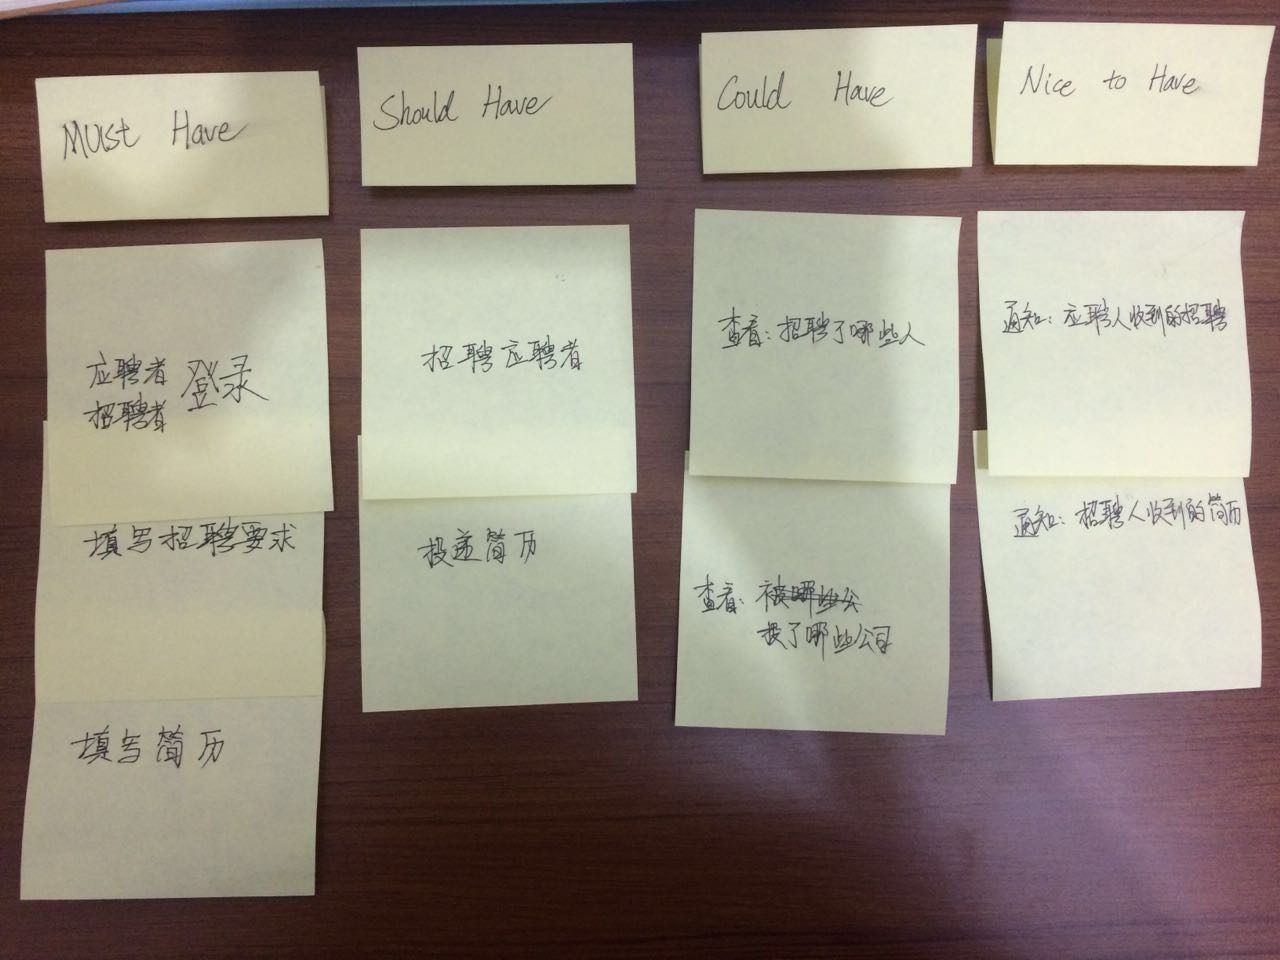 Must Have
Should Have
Could Have
Nice to Have
应聘者 登录
招聘者
填写招聘要求
填写简历
招聘应聘者
投递简历
查看：招聘了哪些人
查看：被哪些公
投了哪些公司
通知：应聘人收到的招聘
通知：招聘人收到的简历